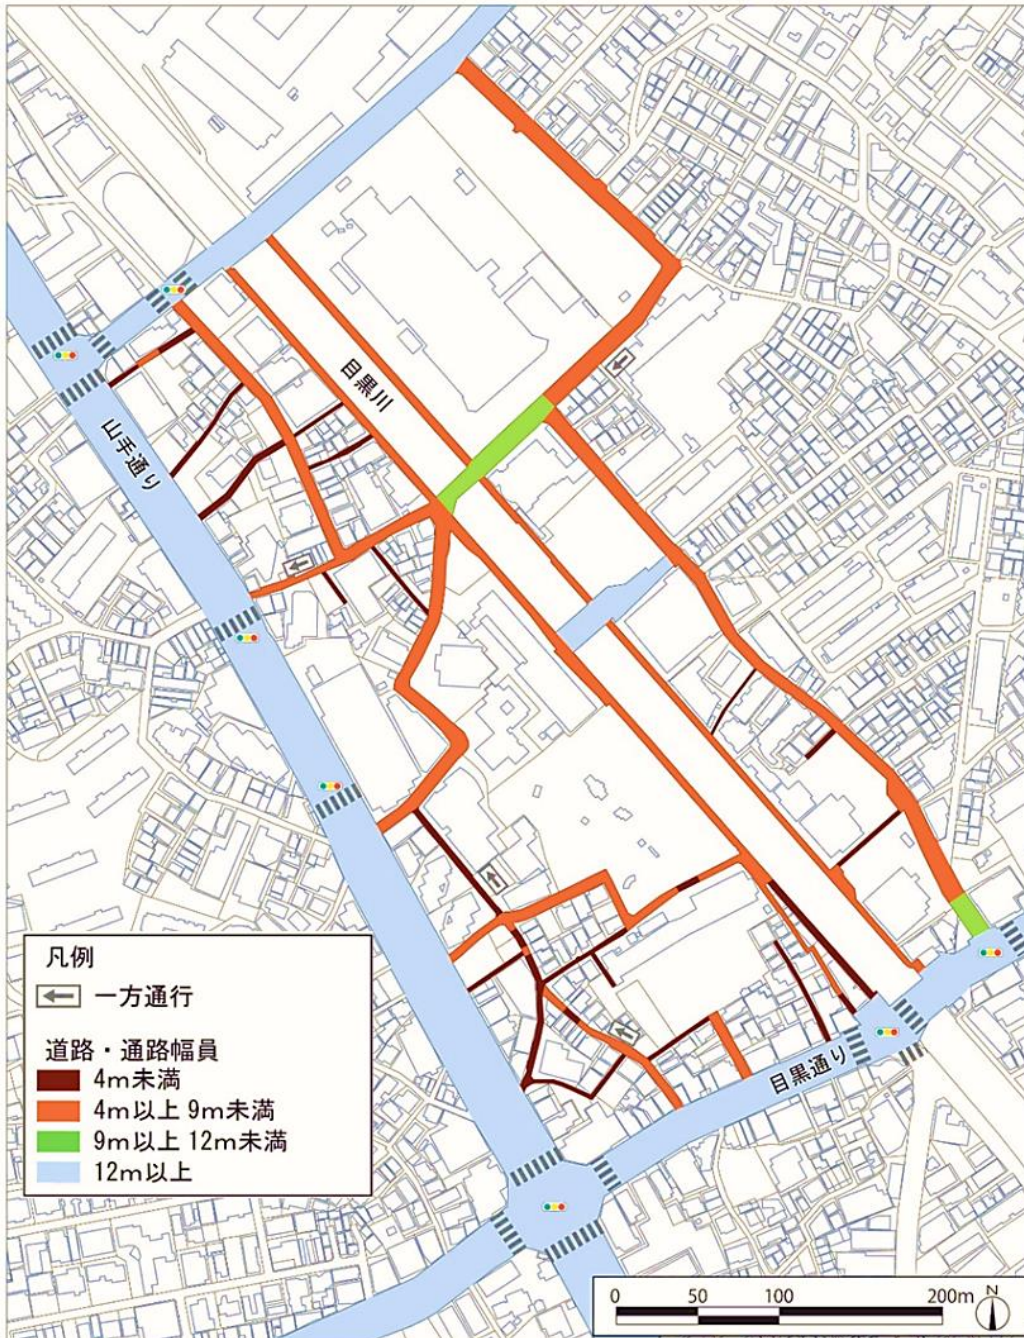 目黒川
山手通り
目黒通り
凡例
一方通行
道路・通路幅員
4m未満
4m以上 9m未満
9m以上 12m未満
12m以上
0 50 100 200m
N